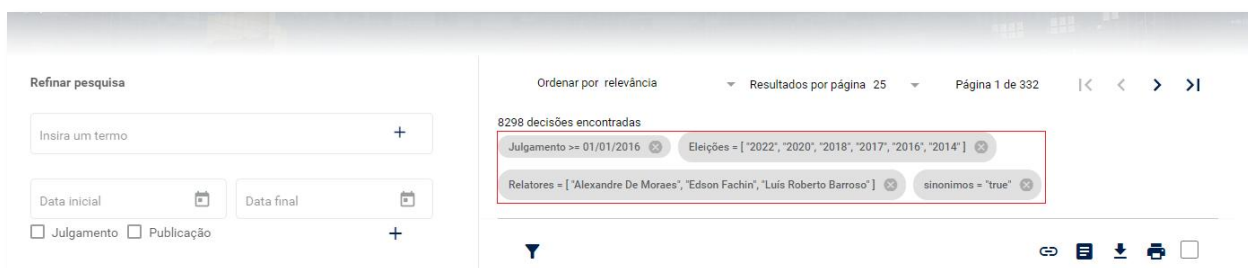 Refinar pesquisa
Ordenar por relevância Resultados por página 25 Página 1 de 332
Insira um termo
8298 decisões encontradas
Julgamento >= 01/01/2016 Eleições = [ "2022", "2020", "2018", "2017", "2016", "2014" ]
Relatores = [ "Alexandre De Moraes", "Edson Fachin", "Luís Roberto Barroso" ] sinonimos = "true"
Data inicial Data final
Julgamento Publicação